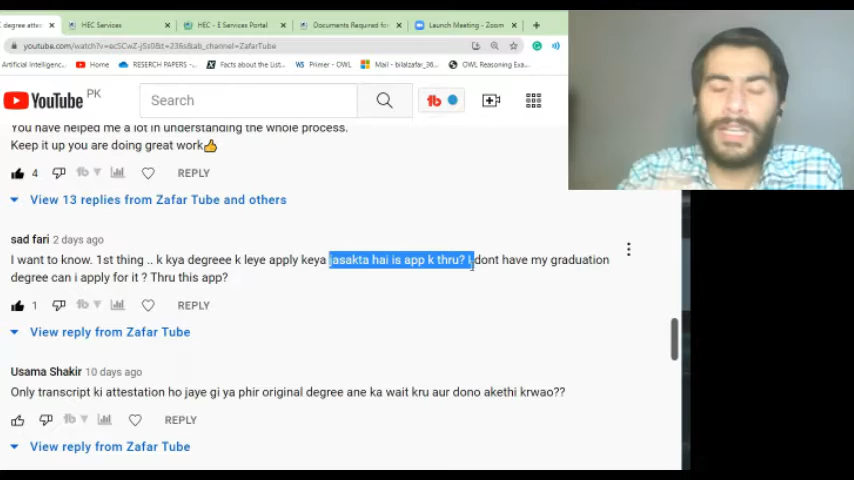 degree attes
HEC Services
HEC - E Services Portal
Documents Required for
Launch Meeting - Zoom
youtube.com/watch?v=ecSCwZ-jSs0&t=236s&ab_channel=ZafarTube
Artificial Intelligenc...
Home
RESERCH PAPERS -...
Facts about the List...
Primer - OWL
Mail - bilalzafar_36...
OWL Reasoning Exa...
YouTube PK
Search
You have helped me a lot in understanding the whole process.
Keep it up you are doing great work👍
4
REPLY
View 13 replies from Zafar Tube and others
sad fari 2 days ago
I want to know. 1st thing .. k kya degreee k leye apply keya jasakta hai is app k thru? I dont have my graduation
degree can i apply for it ? Thru this app?
1
REPLY
View reply from Zafar Tube
Usama Shakir 10 days ago
Only transcript ki attestation ho jaye gi ya phir original degree ane ka wait kru aur dono akethi krwao??
REPLY
View reply from Zafar Tube